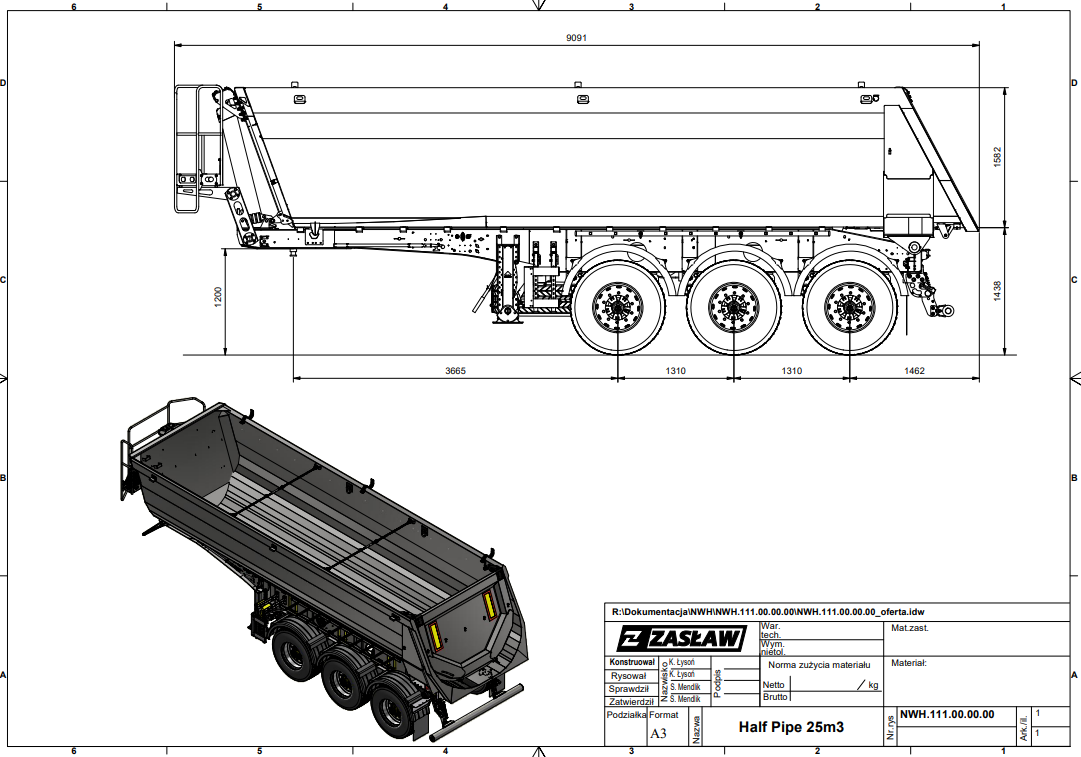 6 5 4 3 2 1
9091
D D
1582
C C
1200
1438
3665 1310 1310 1462
B B
R:\Dokumentacja\NWH\NWH.111.00.00.00\NWH.111.00.00.00_oferta.idw
ZASŁAW
War.
tech.
Wym.
nietol.
Mat.zast.
Konstruował K. Łysoń
Rysował K. Łysoń
Sprawdził S. Mendik
Zatwierdził S. Mendik
Nazwisko
Podpis
Norma zużycia materiału
Netto / kg
Brutto
Materiał:
A A
Podziałka Format
A3
Nazwa
Half Pipe 25m3
Nr.rys
NWH.111.00.00.00
Ark./il.
1
1
6 5 4 3 2 1